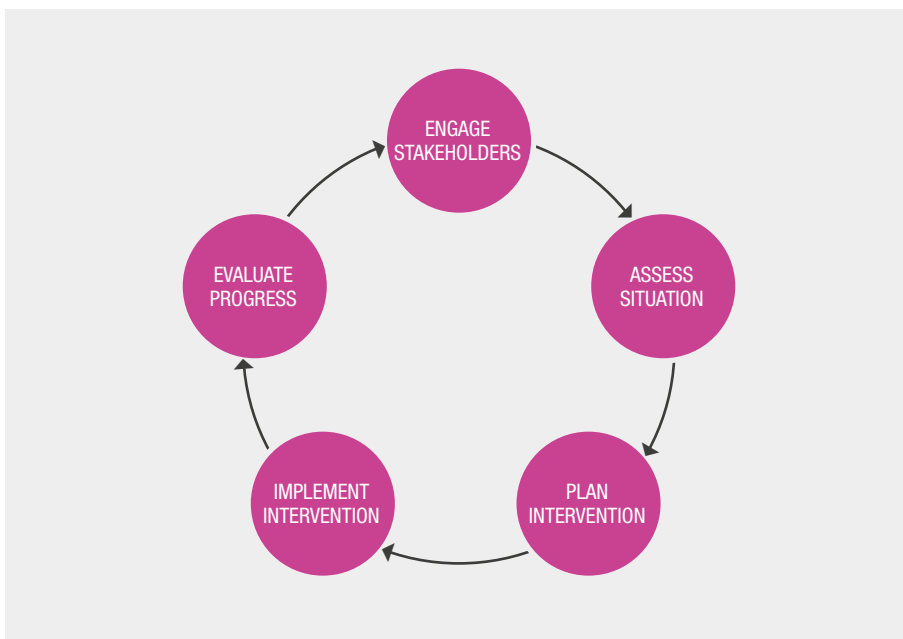 ENGAGE
STAKEHOLDERS
ASSESS
SITUATION
PLAN
INTERVENTION
IMPLEMENT
INTERVENTION
EVALUATE
PROGRESS